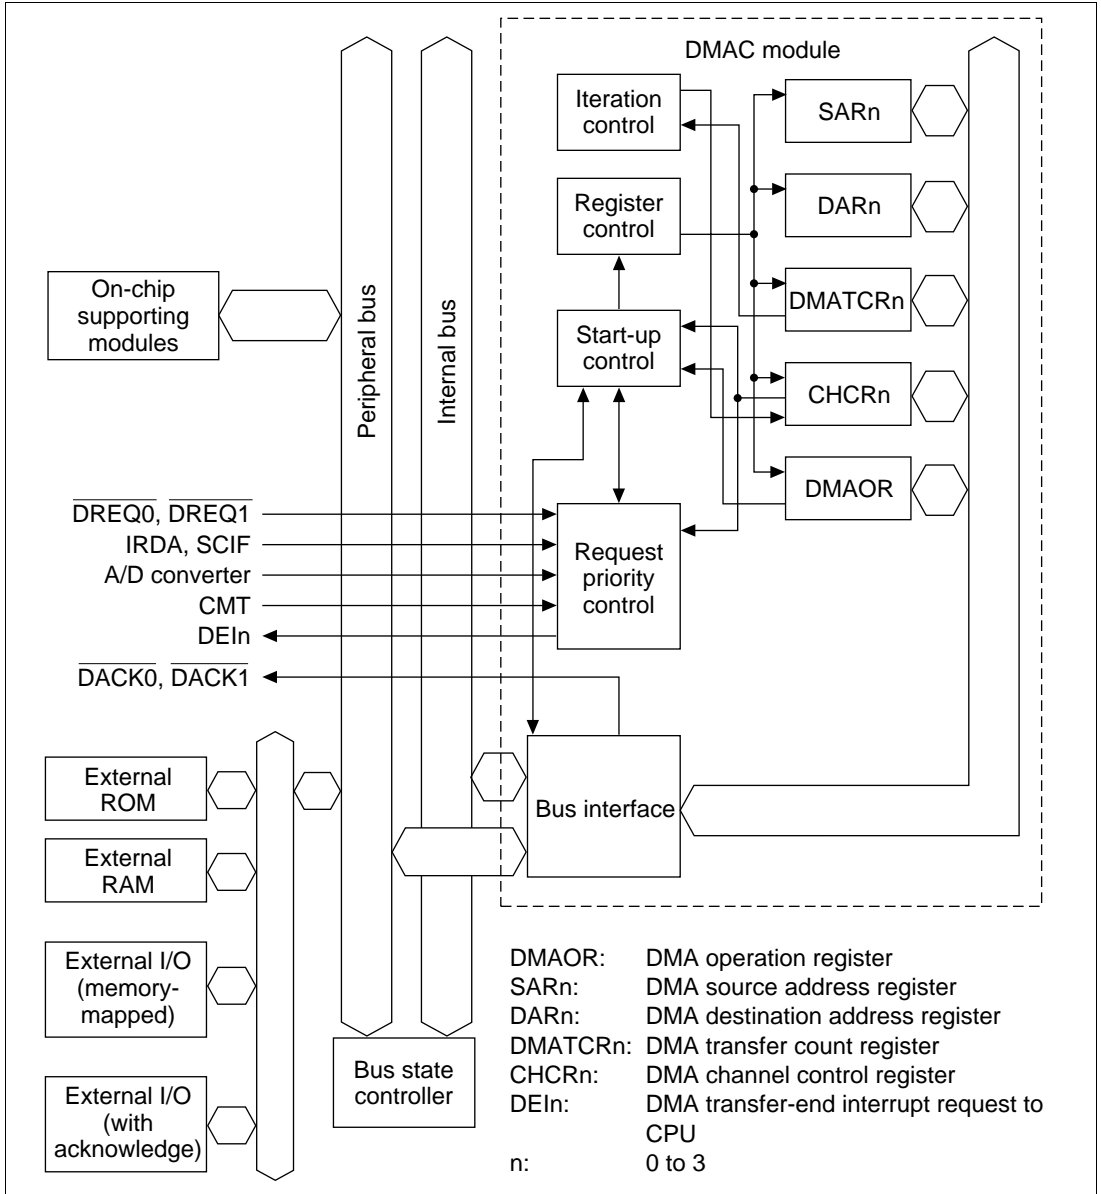 DMAC module
Iteration
control
SARn
Register
control
DARn
On-chip
supporting
modules
Peripheral bus
Internal bus
Start-up
control
DMATCRn
CHCRn
DMAOR
DREQ0, DREQ1
IRDA, SCIF
A/D converter
CMT
DEIn
DACK0, DACK1
Request
priority
control
External
ROM
Bus interface
External
RAM
External I/O
(memory-
mapped)
External I/O
(with
acknowledge)
Bus state
controller
DMAOR: DMA operation register
SARn: DMA source address register
DARn: DMA destination address register
DMATCRn: DMA transfer count register
CHCRn: DMA channel control register
DEIn: DMA transfer-end interrupt request to
CPU
n: 0 to 3